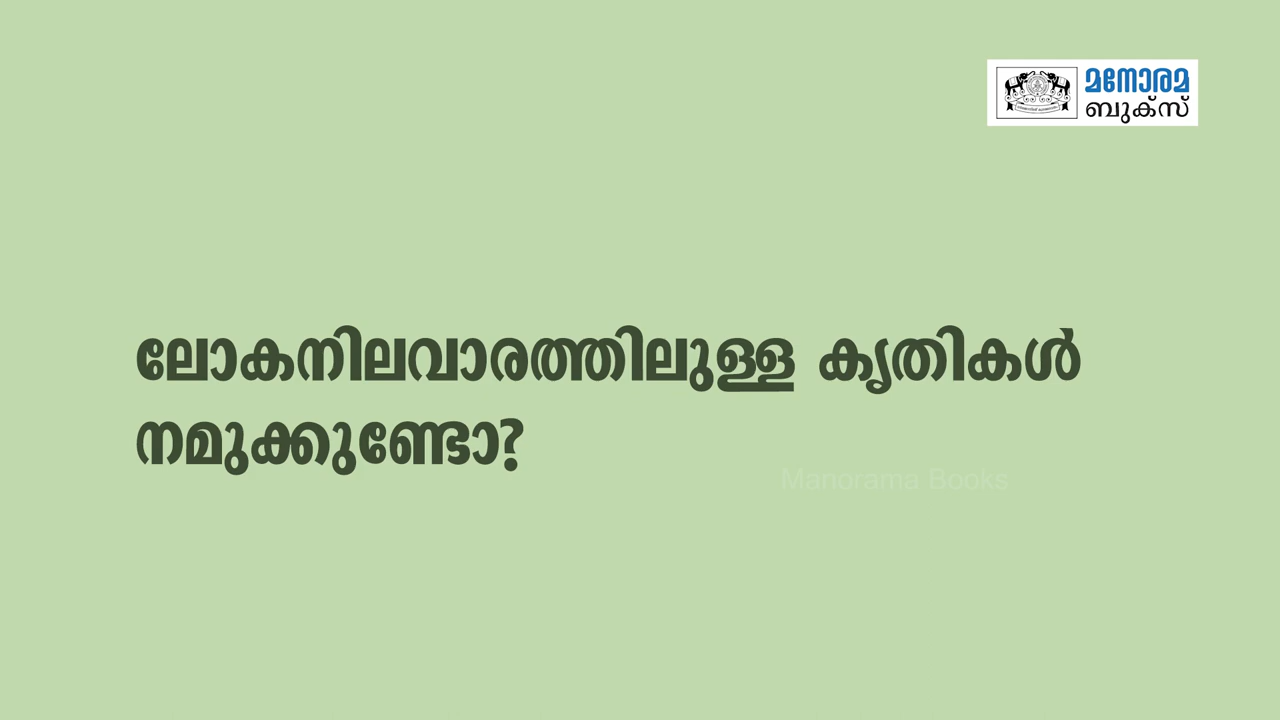 മനോരമ
ബുക്സ്
ലോകനിലവാരത്തിലുള്ള കൃതികൾ
നമുക്കുണ്ടോ?
Manorama Books